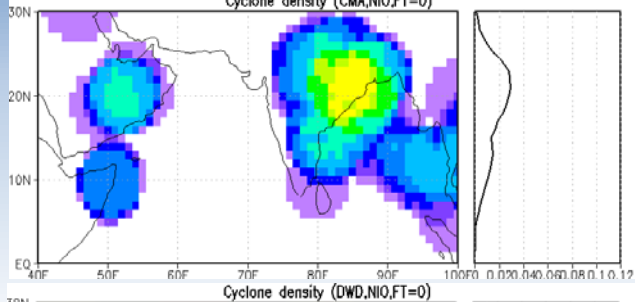 Cyclone density (CMA,NIO,FT=0)
30N
20N
10N
EQ
40E 50E 60E 70E 80E 90E 100E 0 0.02 0.04 0.06 0.08 0.1 0.12
Cyclone density (DWD,NIO,FT=0)
30N